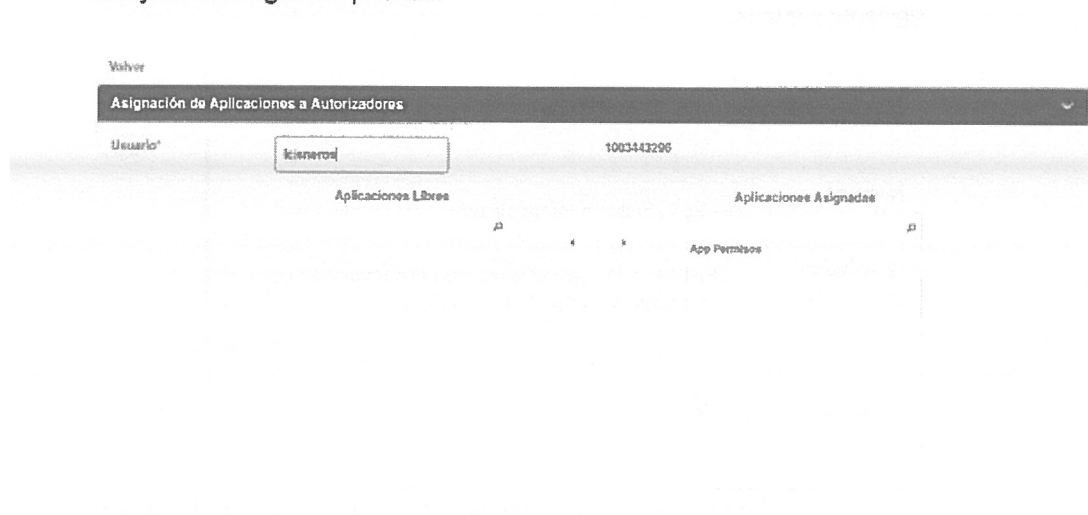 Volver
Asignación de Aplicaciones a Autorizadores
Usuario* lcisneros 1003443296
Aplicaciones Libres Aplicaciones Asignadas
App Permisos